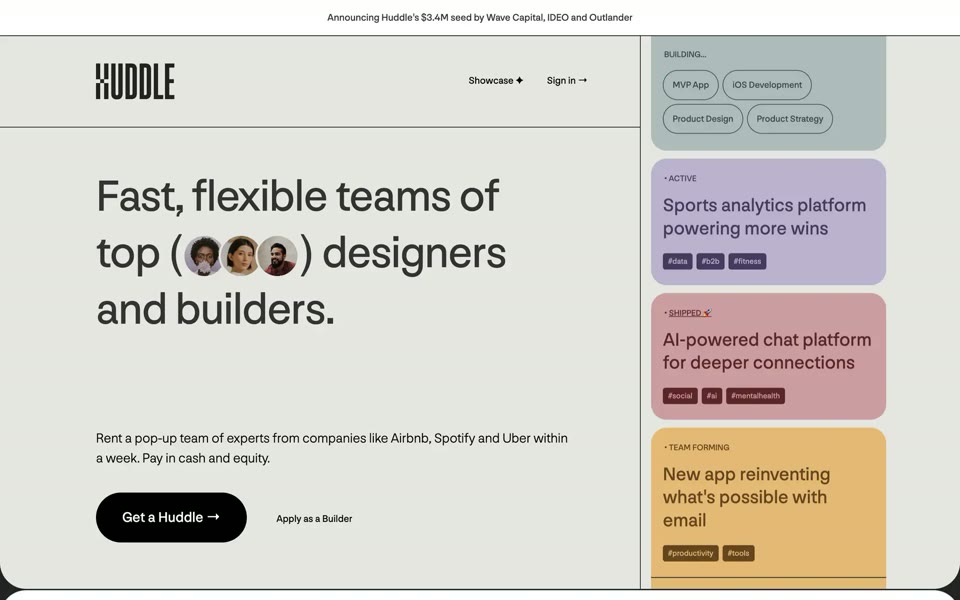 Announcing Huddle's $3.4M seed by Wave Capital, IDEO and Outlander
HUDDLE
Showcase ✦
Sign in →
Fast, flexible teams of
top ( ) designers
and builders.
Rent a pop-up team of experts from companies like Airbnb, Spotify and Uber within
a week. Pay in cash and equity.
Get a Huddle →
Apply as a Builder
BUILDING...
MVP App
iOS Development
Product Design
Product Strategy
• ACTIVE
Sports analytics platform
powering more wins
#data #b2b #fitness
• SHIPPED 🚀
AI-powered chat platform
for deeper connections
#social #ai #mentalhealth
• TEAM FORMING
New app reinventing
what's possible with
email
#productivity #tools